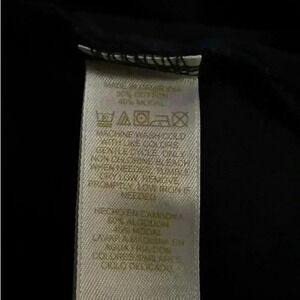 MADE IN CAMBODIA
60% COTTON
40% MODAL
MACHINE WASH COLD
WITH LIKE COLORS
GENTLE CYCLE, ONLY
NON CHLORINE BLEACH
WHEN NEEDED, TUMBLE
DRY LOW, REMOVE
PROMPTLY, LOW IRON IF
NEEDED
HECHO EN CAMBOYA
60% ALGODON
40% MODAL
LAVAR A MAQUINA EN
AGUA FRIA CON
COLORES SIMILARES
CICLO DELICADO,